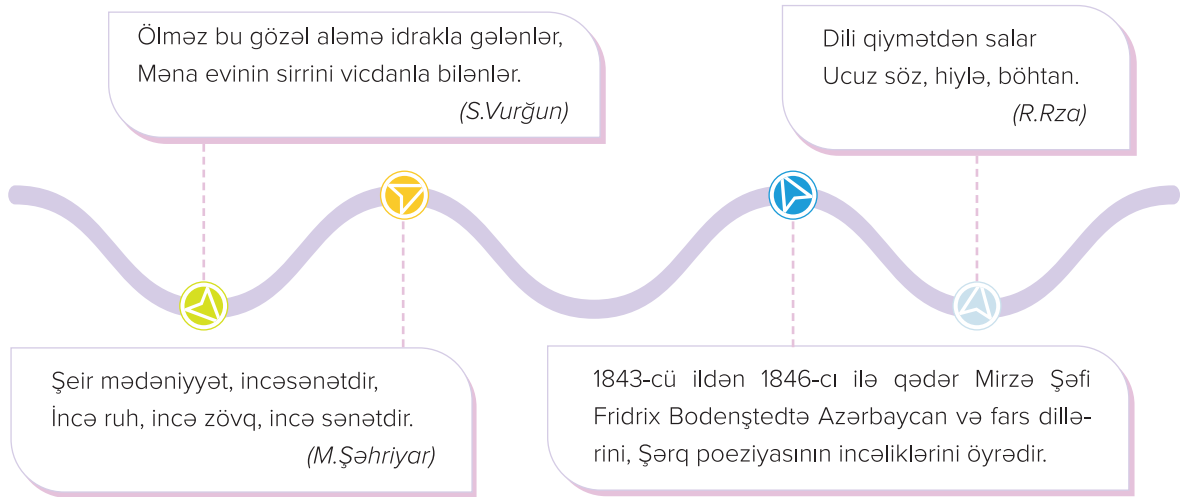 Ölməz bu gözəl aləmə idrakla gələnlər,
Məna evinin sirrini vicdanla bilənlər.
(S.Vurğun)
Dili qiymətdən salar
Ucuz söz, hiylə, böhtan.
(R.Rza)
Şeir mədəniyyət, incəsənətdir,
İncə ruh, incə zövq, incə sənətdir.
(M.Şəhriyar)
1843-cü ildən 1846-cı ilə qədər Mirzə Şəfi
Fridrix Bodenştedtə Azərbaycan və fars dillə-
rini, Şərq poeziyasının incəliklərini öyrədir.